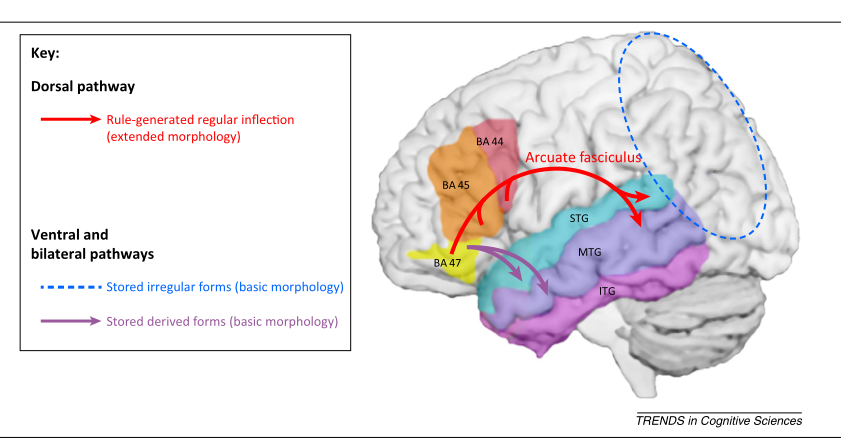 Key:
Dorsal pathway
Rule-generated regular inflection
(extended morphology)
Ventral and
bilateral pathways
Stored irregular forms (basic morphology)
Stored derived forms (basic morphology)
BA 44
Arcuate fasciculus
BA 45
STG
MTG
BA 47
ITG
TRENDS in Cognitive Sciences